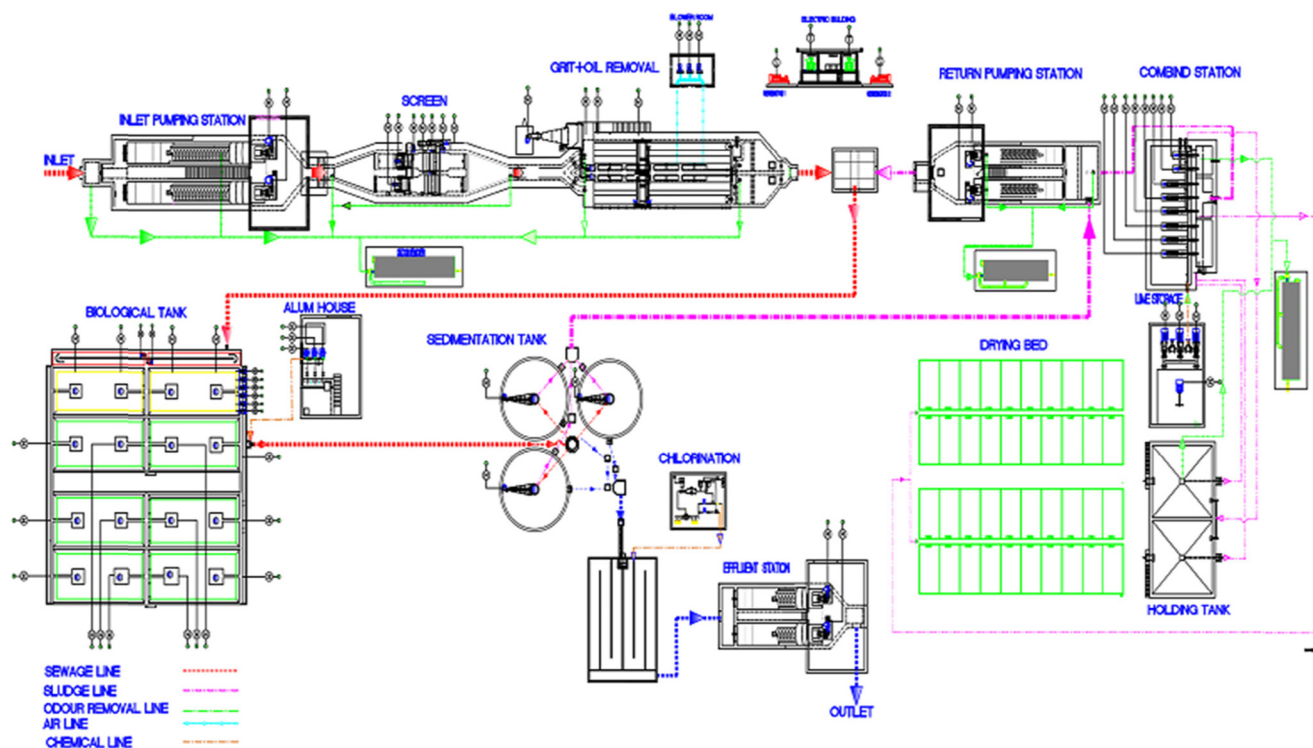 BLOWER ROOM
ELECTRIC BUILDING
GRIT+OIL REMOVAL
RETURN PUMPING STATION
COMBIND STATION
SCREEN
INLET PUMPING STATION
INLET
BIOLOGICAL TANK
ALUM HOUSE
LIME STORAGE
SEDIMENTATION TANK
DRYING BED
CHLORINATION
EFFLUENT STATION
HOLDING TANK
OUTLET
SEWAGE LINE
SLUDGE LINE
ODOUR REMOVAL LINE
AIR LINE
CHEMICAL LINE